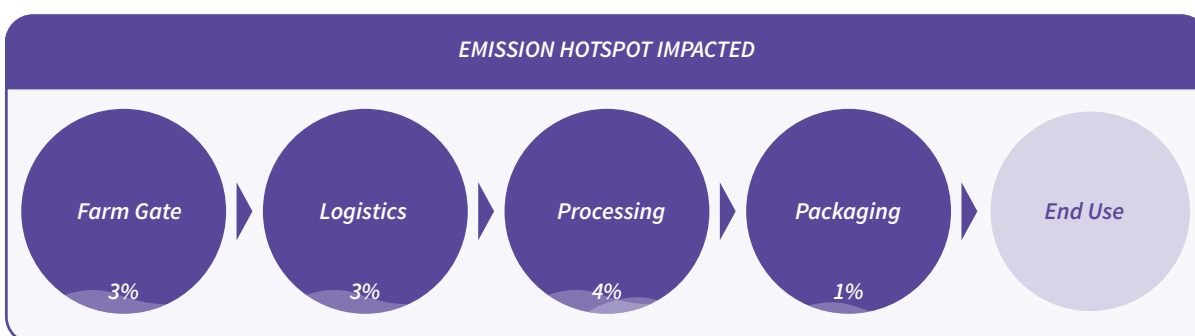 EMISSION HOTSPOT IMPACTED
Farm Gate
Logistics
Processing
Packaging
End Use
3%
3%
4%
1%